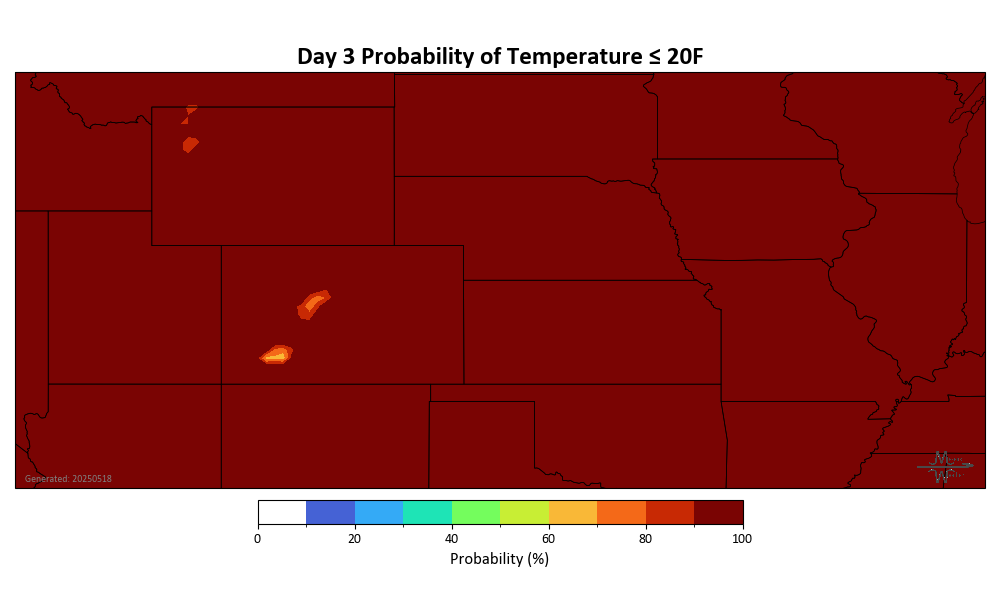 Day 3 Probability of Temperature ≤ 20F
Generated: 20250518
M
W
0 20 40 60 80 100
Probability (%)